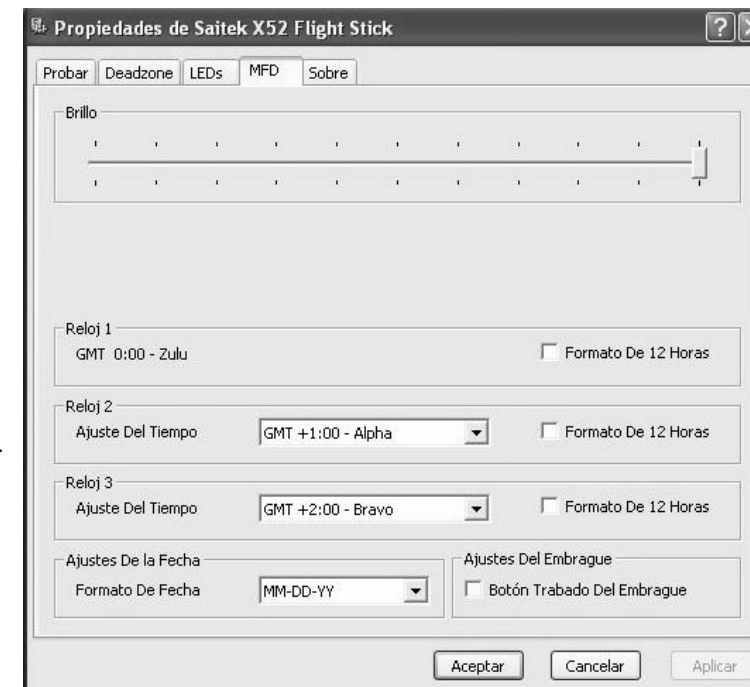 Propiedades de Saitek X52 Flight Stick
Probar Deadzone LEDs MFD Sobre
Brillo
Reloj 1
GMT 0:00 - Zulu Formato De 12 Horas
Reloj 2
Ajuste Del Tiempo GMT +1:00 - Alpha Formato De 12 Horas
Reloj 3
Ajuste Del Tiempo GMT +2:00 - Bravo Formato De 12 Horas
Ajustes De la Fecha Ajustes Del Embrague
Formato De Fecha MM-DD-YY Botón Trabado Del Embrague
Aceptar Cancelar Aplicar